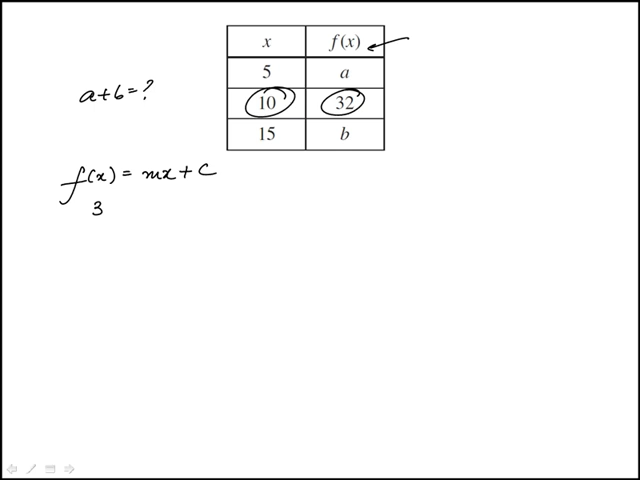 x f(x)
5 a
a+b=?
10 32
15 b
f(x) = mx + c
3